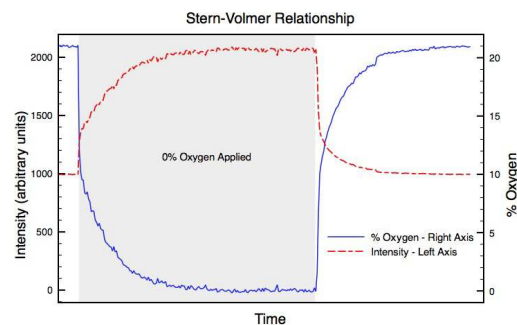 Stern-Volmer Relationship
2000
1500
1000
500
0
Intensity (arbitrary units)
0% Oxygen Applied
20
15
10
5
0
% Oxygen
% Oxygen - Right Axis
Intensity - Left Axis
Time